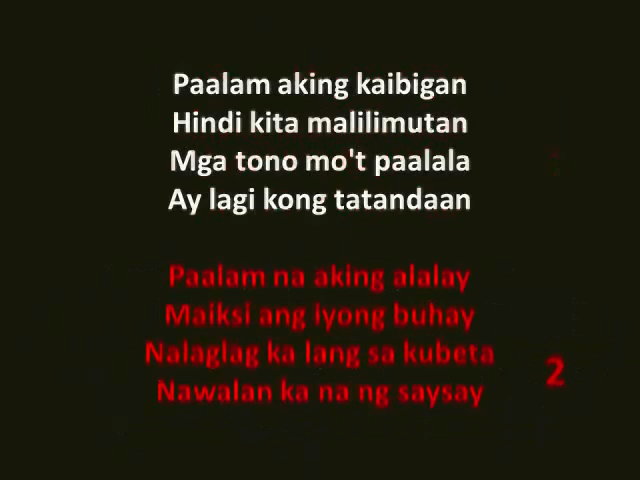 Paalam aking kaibigan
Hindi kita malilimutan
Mga tono mo't paalala
Ay lagi kong tatandaan
Paalam na aking alalay
Maiksi ang iyong buhay
Nalaglag ka lang sa kubeta
Nawalan ka na ng saysay
2